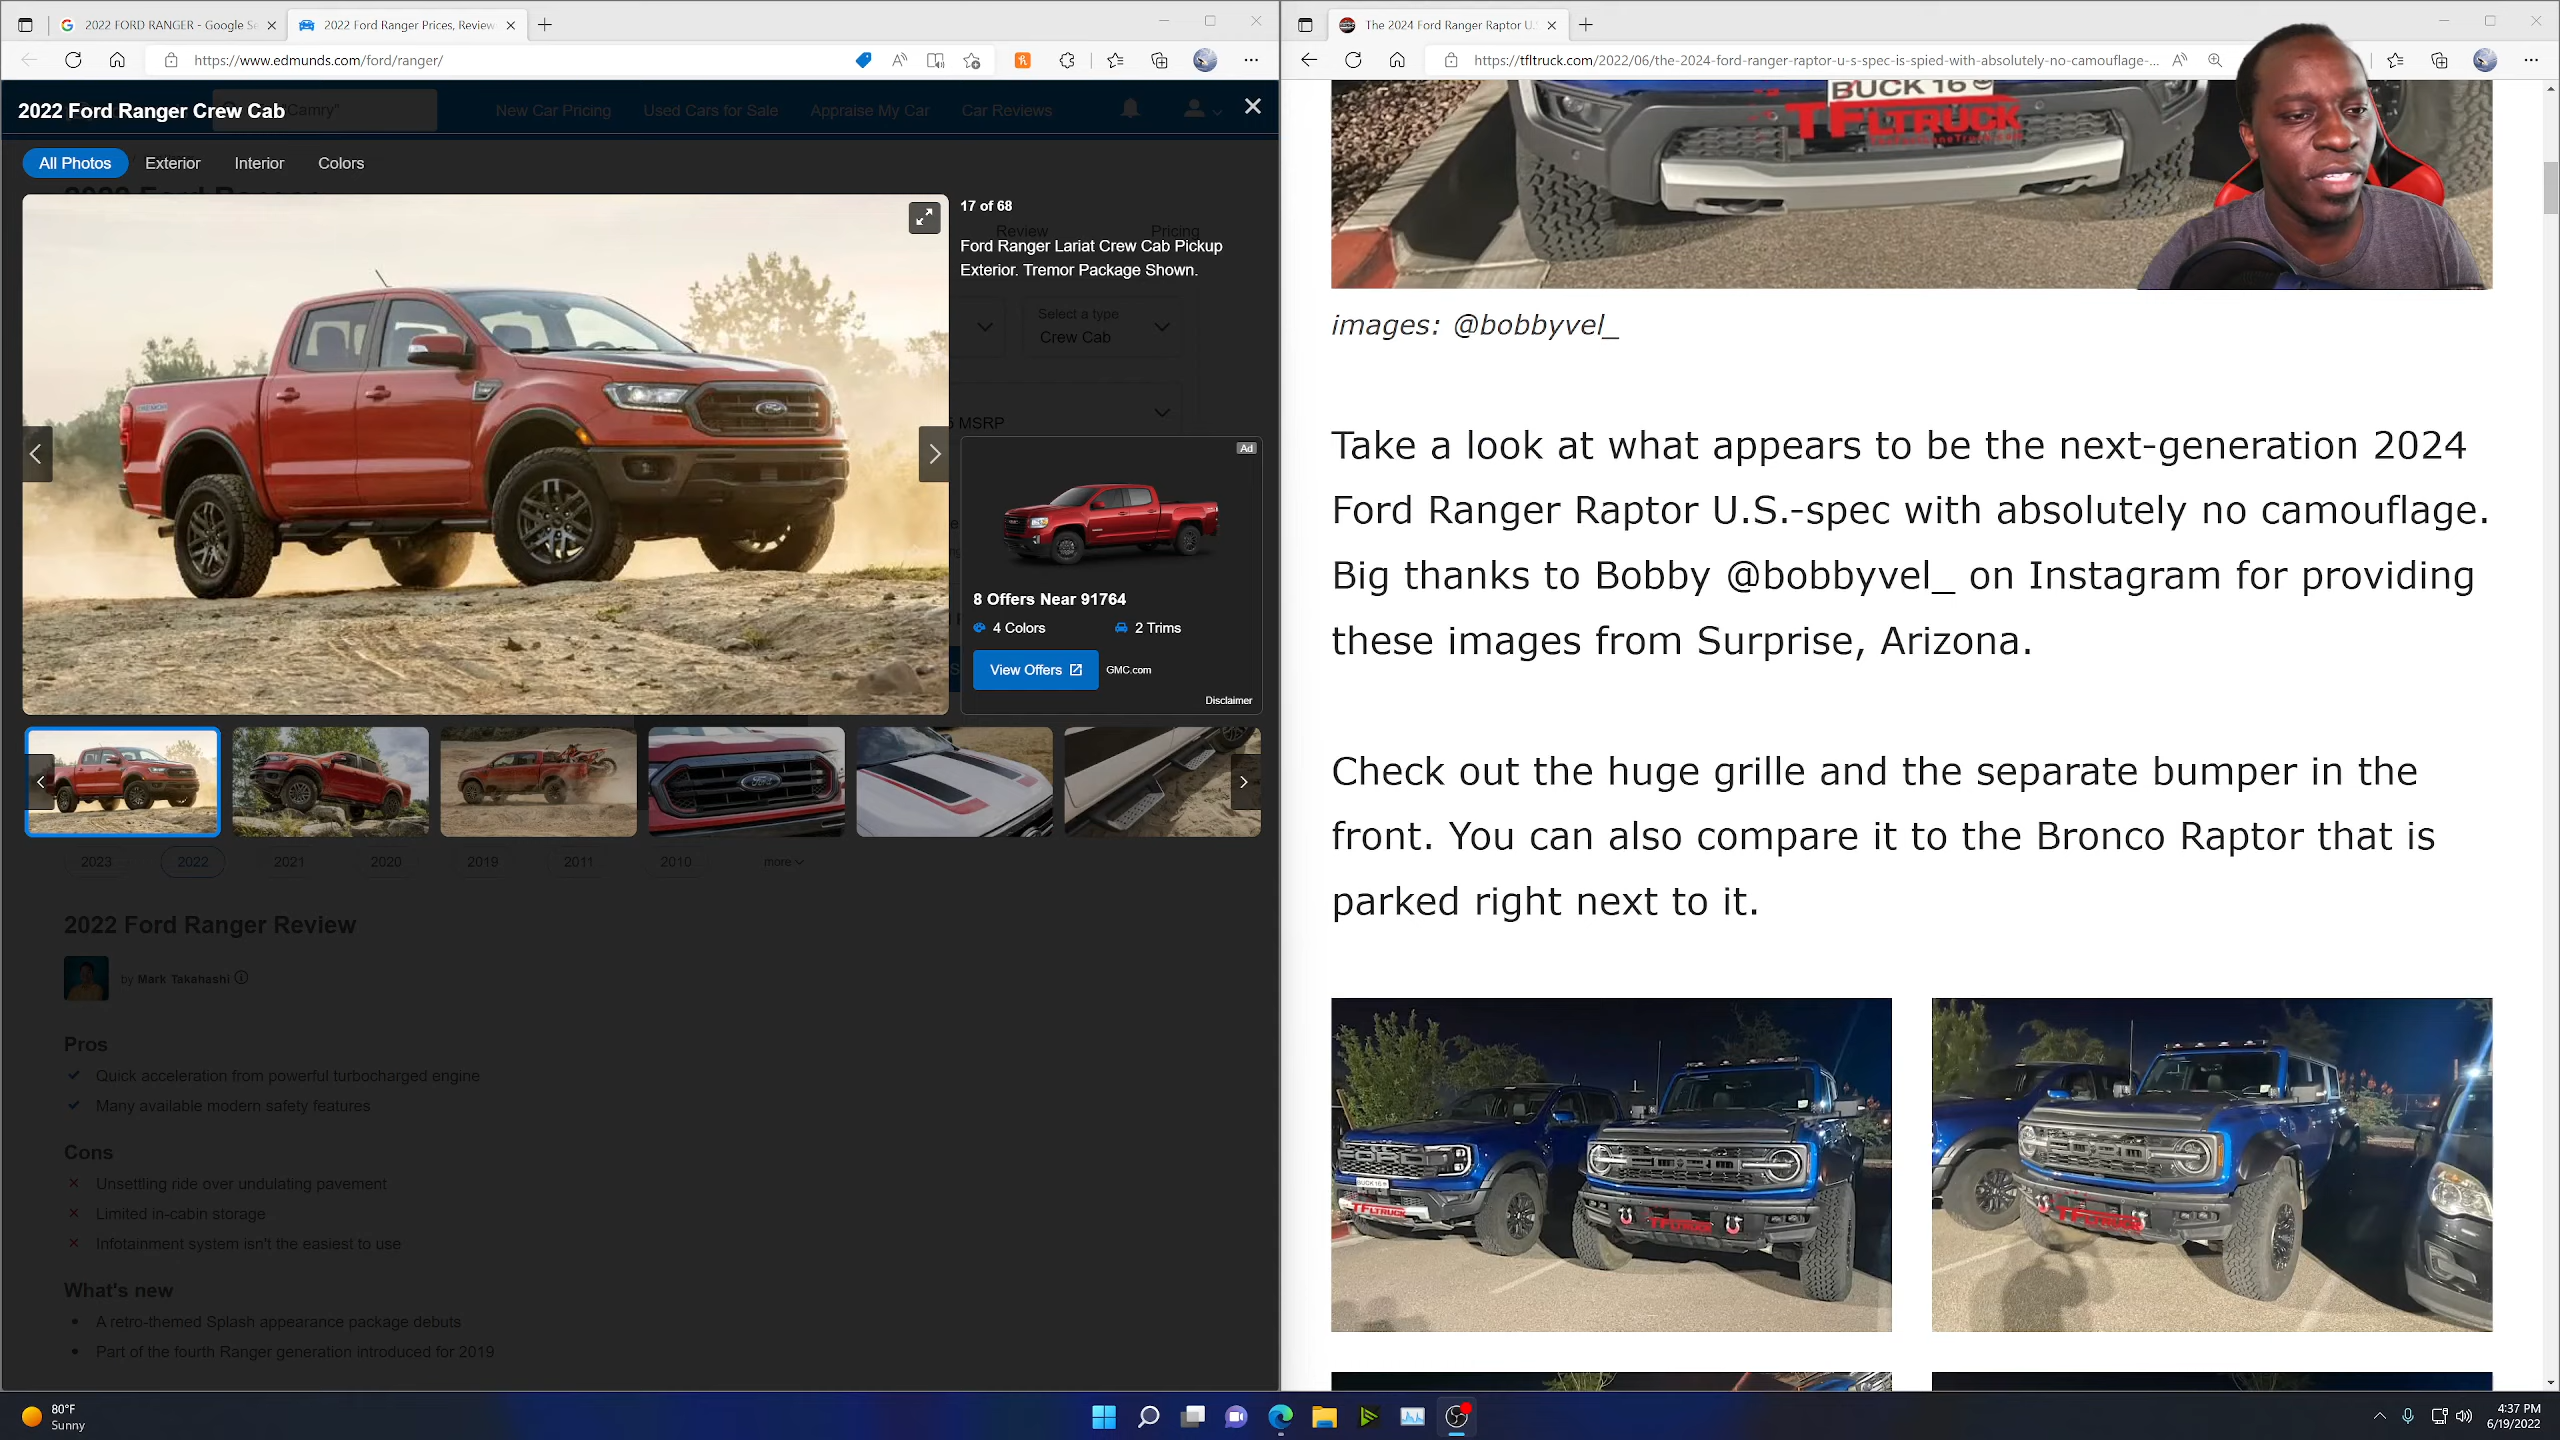 2022 FORD RANGER - Google Se
2022 Ford Ranger Prices, Review
https://www.edmunds.com/ford/ranger/
2022 Ford Ranger Crew Cab
"Camry"
New Car Pricing
Used Cars for Sale
Appraise My Car
Car Reviews
All Photos
Exterior
Interior
Colors
17 of 68
Review
Pricing
Ford Ranger Lariat Crew Cab Pickup
Exterior. Tremor Package Shown.
Select a type
Crew Cab
MSRP
Ad
8 Offers Near 91764
4 Colors
2 Trims
View Offers
GMC.com
Disclaimer
2023
2022
2021
2020
2019
2011
2010
more
2022 Ford Ranger Review
by Mark Takahashi
Pros
Quick acceleration from powerful turbocharged engine
Many available modern safety features
Cons
Unsettling ride over undulating pavement
Limited in-cabin storage
Infotainment system isn't the easiest to use
What's new
A retro-themed Splash appearance package debuts
Part of the fourth Ranger generation introduced for 2019
The 2024 Ford Ranger Raptor U.
https://tfltruck.com/2022/06/the-2024-ford-ranger-raptor-u-s-spec-is-spied-with-absolutely-no-camouflage-...
BUCK 16
TFLTRUCK
images: @bobbyvel_
Take a look at what appears to be the next-generation 2024
Ford Ranger Raptor U.S.-spec with absolutely no camouflage.
Big thanks to Bobby @bobbyvel_ on Instagram for providing
these images from Surprise, Arizona.
Check out the huge grille and the separate bumper in the
front. You can also compare it to the Bronco Raptor that is
parked right next to it.
FORD
BUCK 16
TFLTRUCK
TFLTRUCK
TFLTRUCK
80°F
Sunny
4:37 PM
6/19/2022